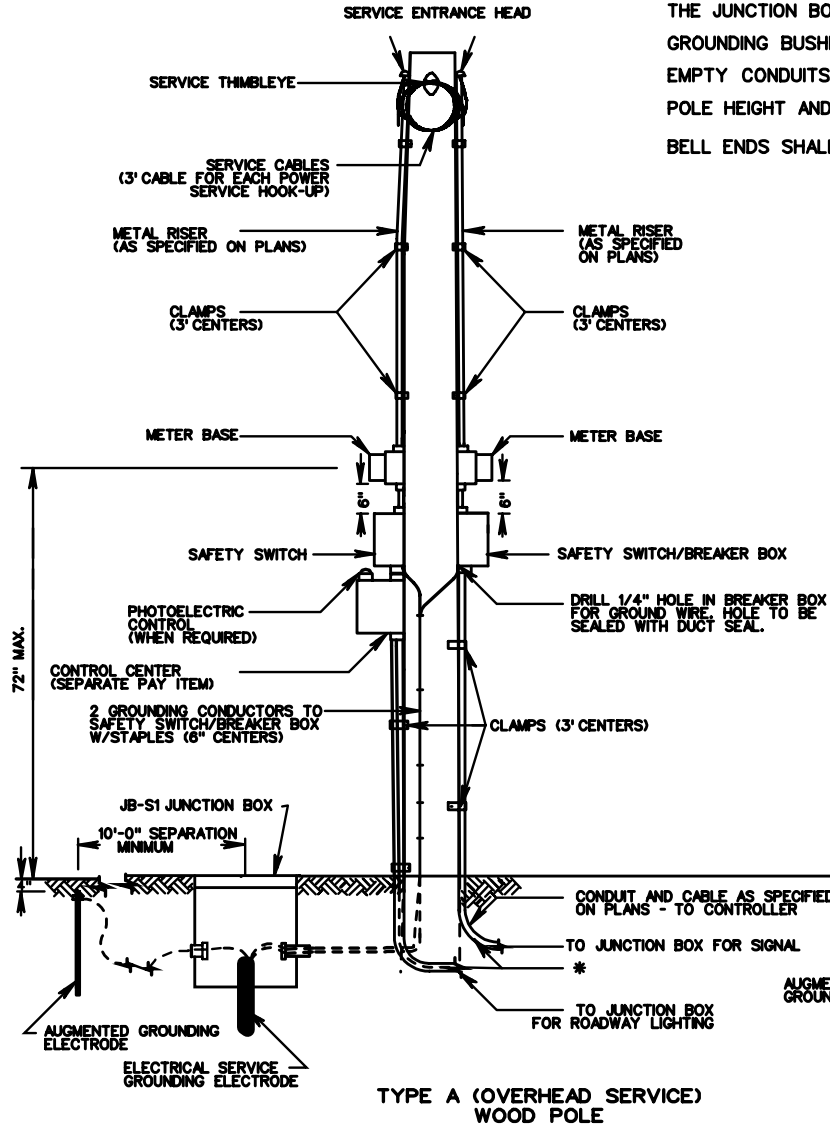 SERVICE ENTRANCE HEAD
THE JUNCTION BO
GROUNDING BUSH
EMPTY CONDUITS
POLE HEIGHT AND
BELL ENDS SHALL
SERVICE THIMBLEYE
SERVICE CABLES
(3' CABLE FOR EACH POWER
SERVICE HOOK-UP)
METAL RISER
(AS SPECIFIED ON PLANS)
METAL RISER
(AS SPECIFIED
ON PLANS)
CLAMPS
(3' CENTERS)
CLAMPS
(3' CENTERS)
METER BASE
METER BASE
6"
6"
SAFETY SWITCH
SAFETY SWITCH/BREAKER BOX
PHOTOELECTRIC
CONTROL
(WHEN REQUIRED)
DRILL 1/4" HOLE IN BREAKER BOX
FOR GROUND WIRE. HOLE TO BE
SEALED WITH DUCT SEAL.
72" MAX.
CONTROL CENTER
(SEPARATE PAY ITEM)
2 GROUNDING CONDUCTORS TO
SAFETY SWITCH/BREAKER BOX
W/STAPLES (6" CENTERS)
CLAMPS (3' CENTERS)
JB-S1 JUNCTION BOX
10'-0" SEPARATION
MINIMUM
4"
CONDUIT AND CABLE AS SPECIFIED
ON PLANS - TO CONTROLLER
TO JUNCTION BOX FOR SIGNAL
*
AUGME
GROUN
TO JUNCTION BOX
FOR ROADWAY LIGHTING
AUGMENTED GROUNDING
ELECTRODE
ELECTRICAL SERVICE
GROUNDING ELECTRODE
TYPE A (OVERHEAD SERVICE)
WOOD POLE